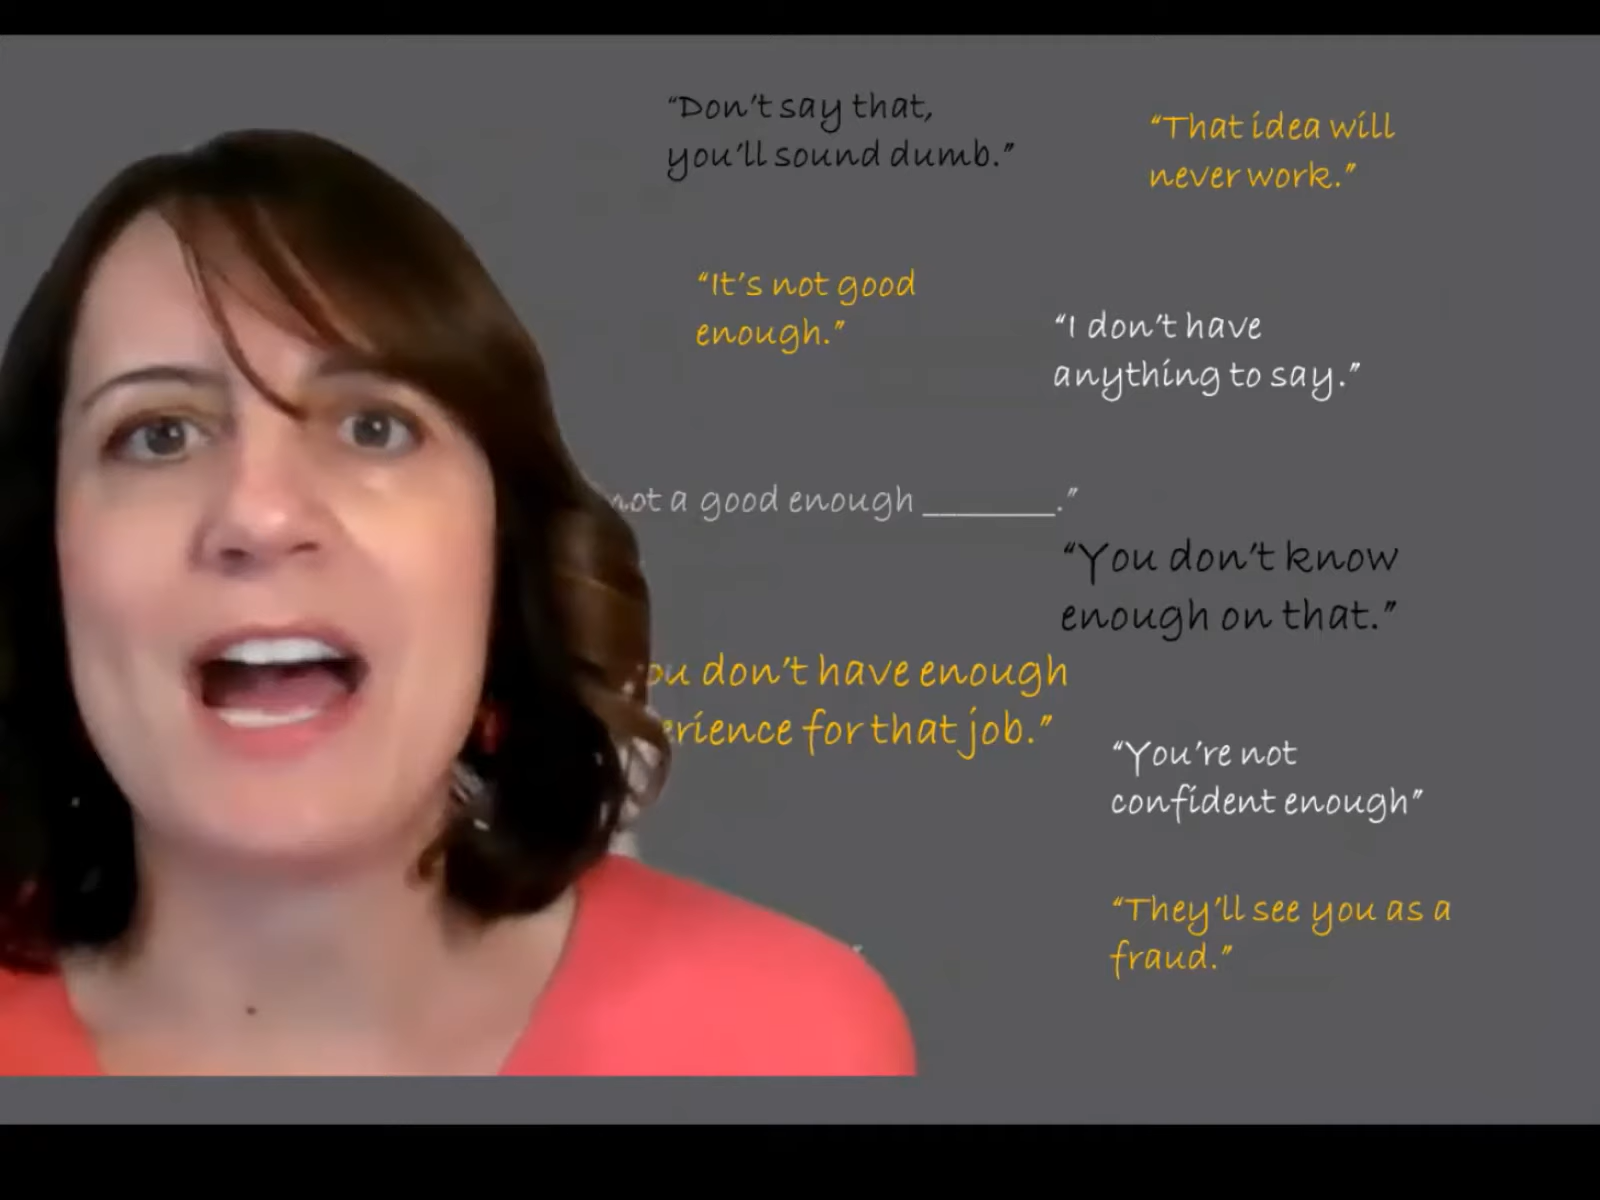 “Don’t say that,
you’ll sound dumb.”
“That idea will
never work.”
“It’s not good
enough.”
“I don’t have
anything to say.”
not a good enough _______.”
“You don’t know
enough on that.”
don’t have enough
for that job.”
“You’re not
confident enough”
“They’ll see you as a
fraud.”